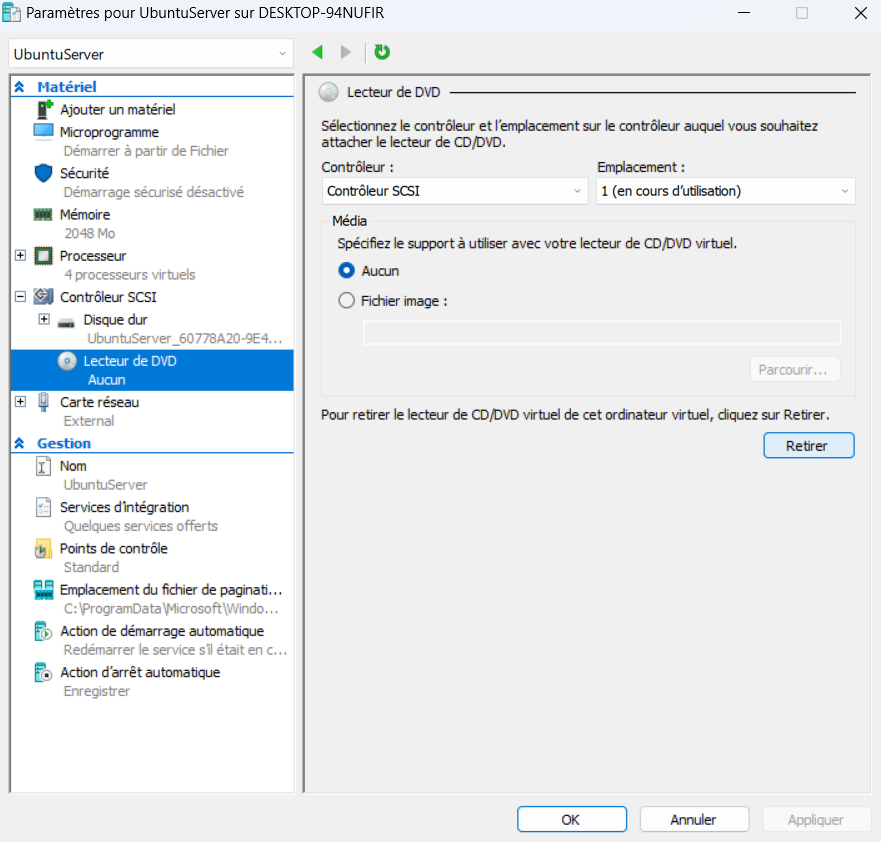 Paramètres pour UbuntuServer sur DESKTOP-94NUFIR
UbuntuServer
Matériel
Ajouter un matériel
Microprogramme
Démarrer à partir de Fichier
Sécurité
Démarrage sécurisé désactivé
Mémoire
2048 Mo
Processeur
4 processeurs virtuels
Contrôleur SCSI
Disque dur
UbuntuServer_60778A20-9E4...
Lecteur de DVD
Aucun
Carte réseau
External
Gestion
Nom
UbuntuServer
Services d'intégration
Quelques services offerts
Points de contrôle
Standard
Emplacement du fichier de paginati...
C:\ProgramData\Microsoft\Windo...
Action de démarrage automatique
Redémarrer le service s'il était en c...
Action d'arrêt automatique
Enregistrer
Lecteur de DVD
Sélectionnez le contrôleur et l'emplacement sur le contrôleur auquel vous souhaitez
attacher le lecteur de CD/DVD.
Contrôleur : Emplacement :
Contrôleur SCSI 1 (en cours d'utilisation)
Média
Spécifiez le support à utiliser avec votre lecteur de CD/DVD virtuel.
Aucun
Fichier image :
Parcourir...
Pour retirer le lecteur de CD/DVD virtuel de cet ordinateur virtuel, cliquez sur Retirer.
Retirer
OK Annuler Appliquer